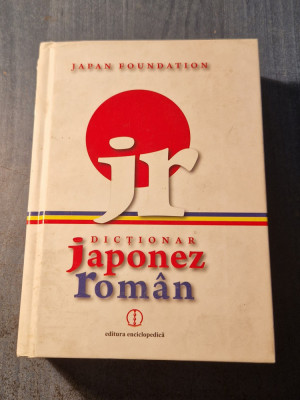 JAPAN FOUNDATION
jr
DICȚIONAR
japonez
român
editura enciclopedică